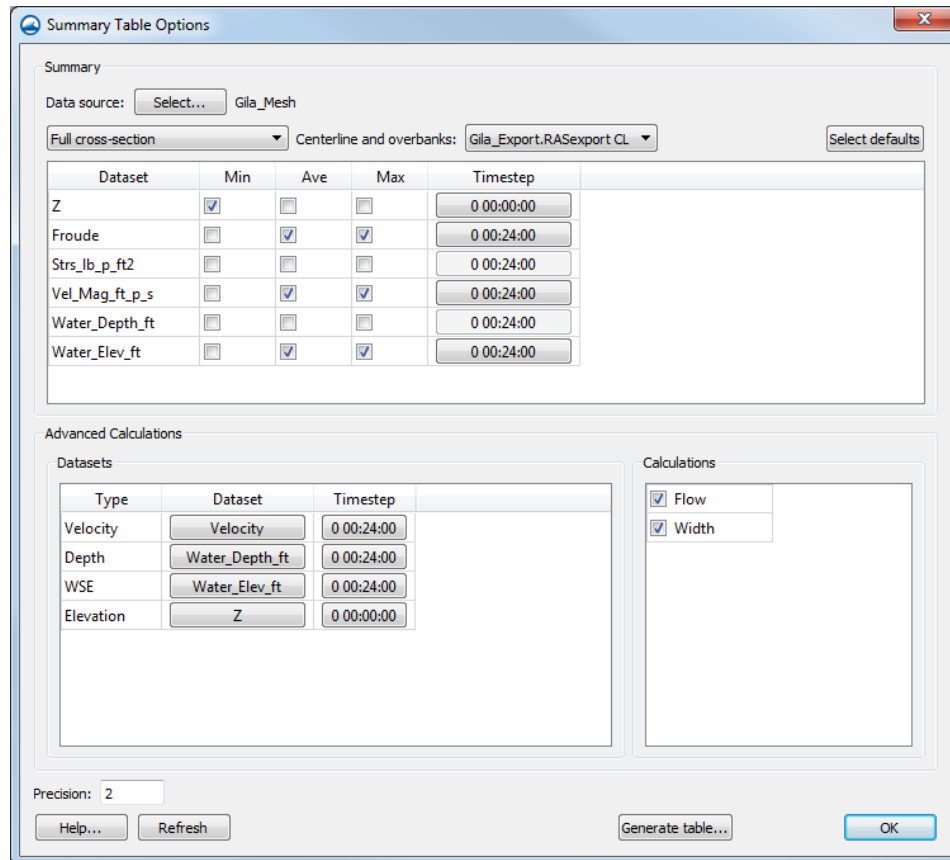 Summary Table Options
Summary
Data source: Select... Gila_Mesh
Full cross-section Centerline and overbanks: Gila_Export.RASexport CL Select defaults
Dataset Min Ave Max Timestep
Z 0 00:00:00
Froude 0 00:24:00
Strs_lb_p_ft2 0 00:24:00
Vel_Mag_ft_p_s 0 00:24:00
Water_Depth_ft 0 00:24:00
Water_Elev_ft 0 00:24:00
Advanced Calculations
Datasets Calculations
Type Dataset Timestep Flow
Velocity Velocity 0 00:24:00 Width
Depth Water_Depth_ft 0 00:24:00
WSE Water_Elev_ft 0 00:24:00
Elevation Z 0 00:00:00
Precision: 2
Help... Refresh Generate table... OK